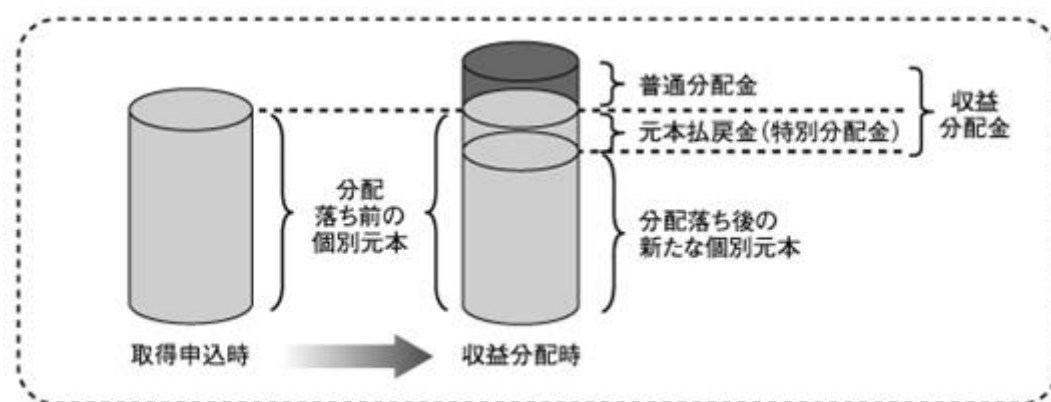 普通分配金
収益
分配金
元本払戻金(特別分配金)
分配
落ち前の
個別元本
分配落ち後の
新たな個別元本
取得申込時
収益分配時